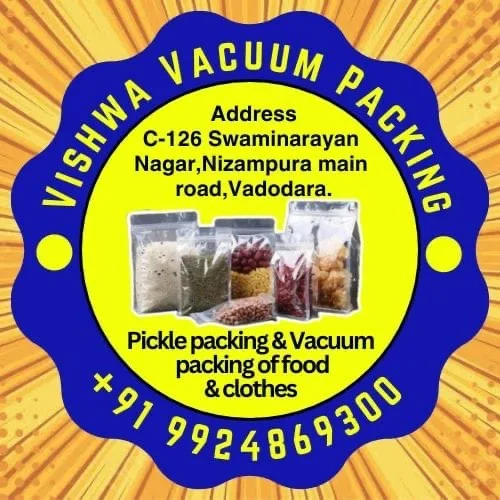 VISHWA VACUUM PACKING
Address
C-126 Swaminarayan
Nagar,Nizampura main
road,Vadodara.
Pickle packing & Vacuum
packing of food
& clothes
+91 9924869300